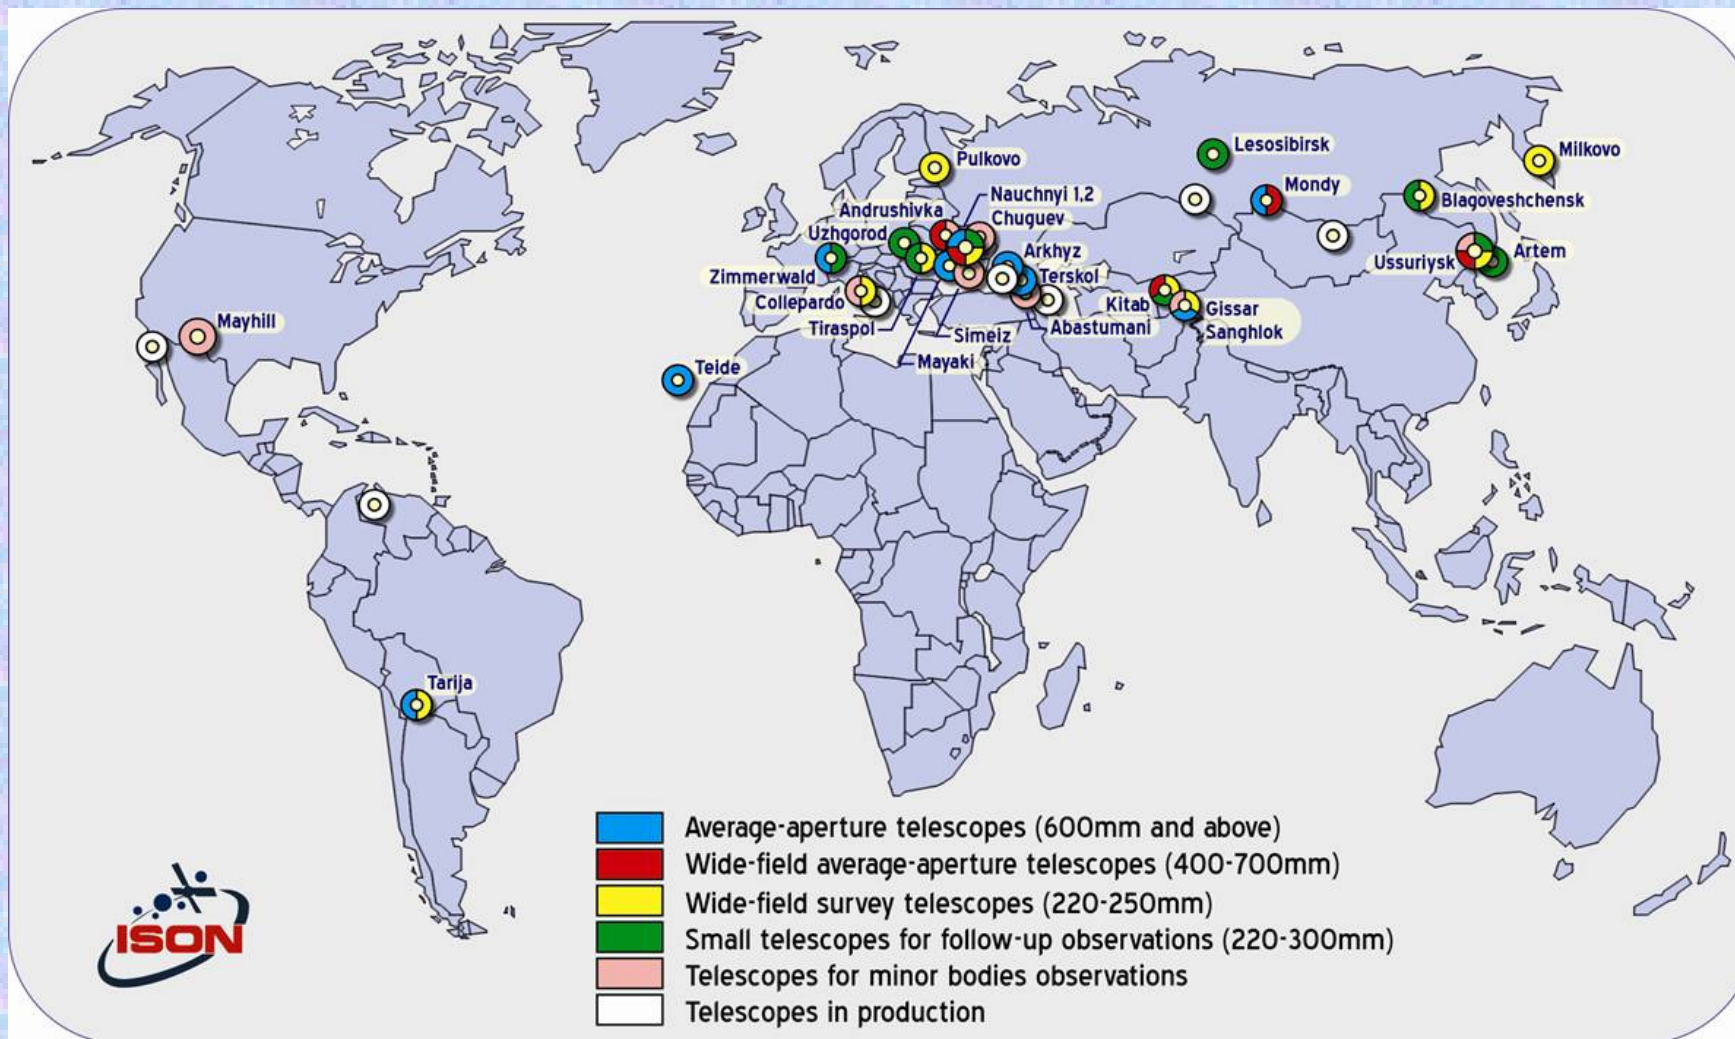 Lesosibirsk
Milkovo
Pulkovo
Mondy
Nauchnyi 1,2
Blagoveshchensk
Andrushivka
Chuguev
Uzhgorod
Arkhyz
Artem
Ussuriysk
Zimmerwald
Terskol
Collepardo
Kitab
Gissar
Mayhill
Tiraspol
Abastumani
Simeiz
Sanghlok
Mayaki
Teide
Tarija
Average-aperture telescopes (600mm and above)
Wide-field average-aperture telescopes (400-700mm)
Wide-field survey telescopes (220-250mm)
Small telescopes for follow-up observations (220-300mm)
Telescopes for minor bodies observations
Telescopes in production
ISON